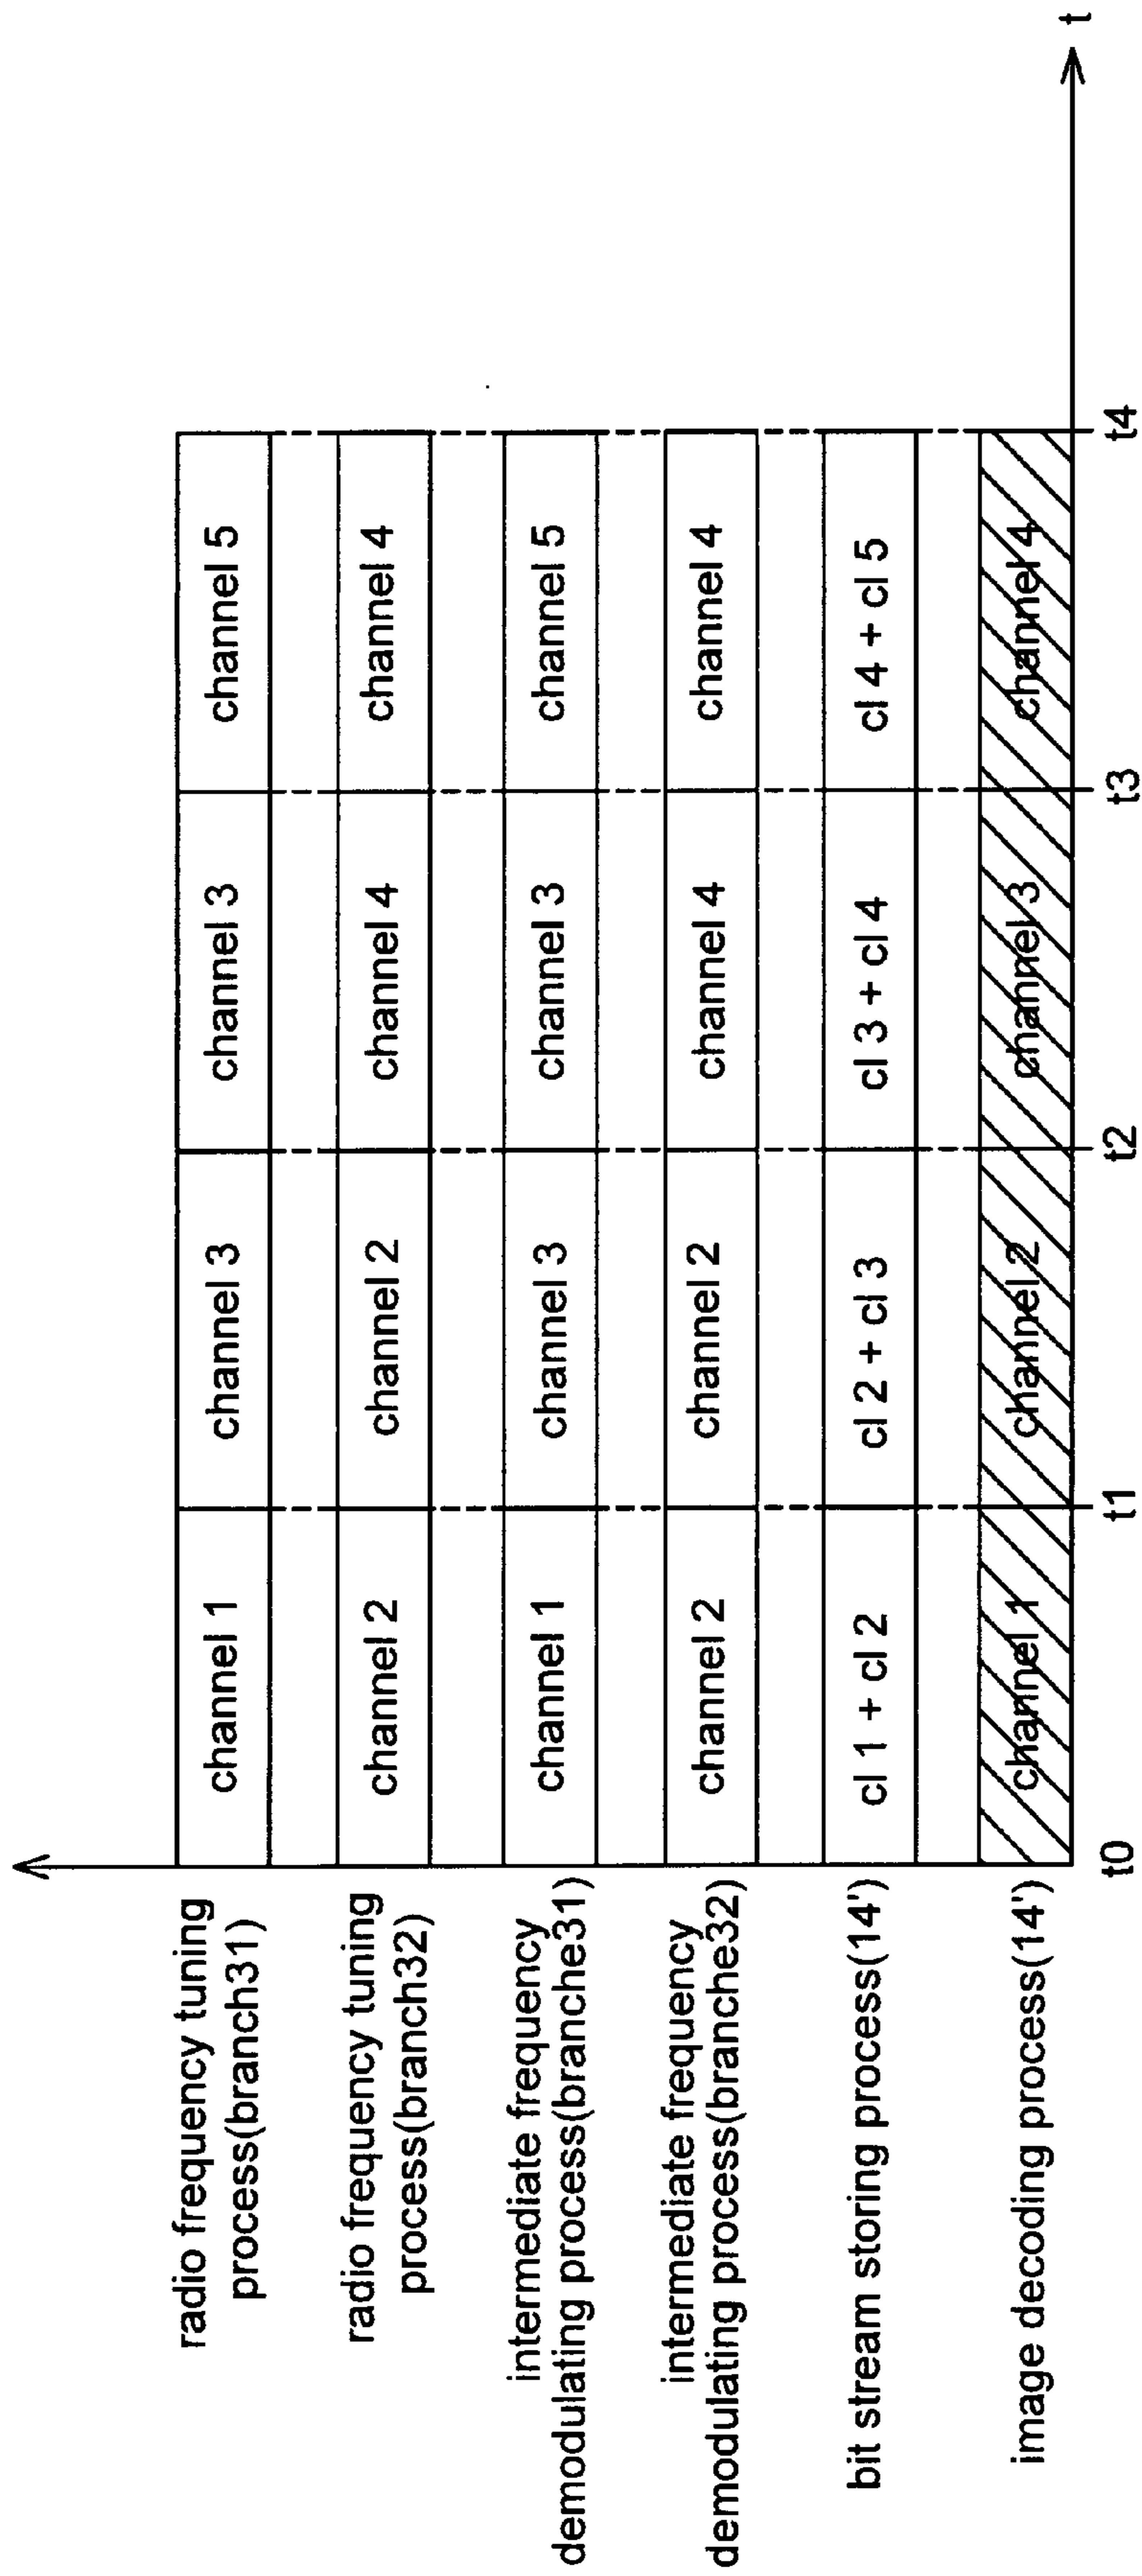 radio frequency tuning
process(branch31)
channel 1
channel 3
channel 3
channel 5
radio frequency tuning
process(branch32)
channel 2
channel 2
channel 4
channel 4
intermediate frequency
demodulating process(branche31)
channel 1
channel 3
channel 3
channel 5
intermediate frequency
demodulating process(branche32)
channel 2
channel 2
channel 4
channel 4
bit stream storing process(14')
cl 1 + cl 2
cl 2 + cl 3
cl 3 + cl 4
cl 4 + cl 5
image decoding process(14')
channel 1
channel 2
channel 3
channel 4
t0
t1
t2
t3
t4
t